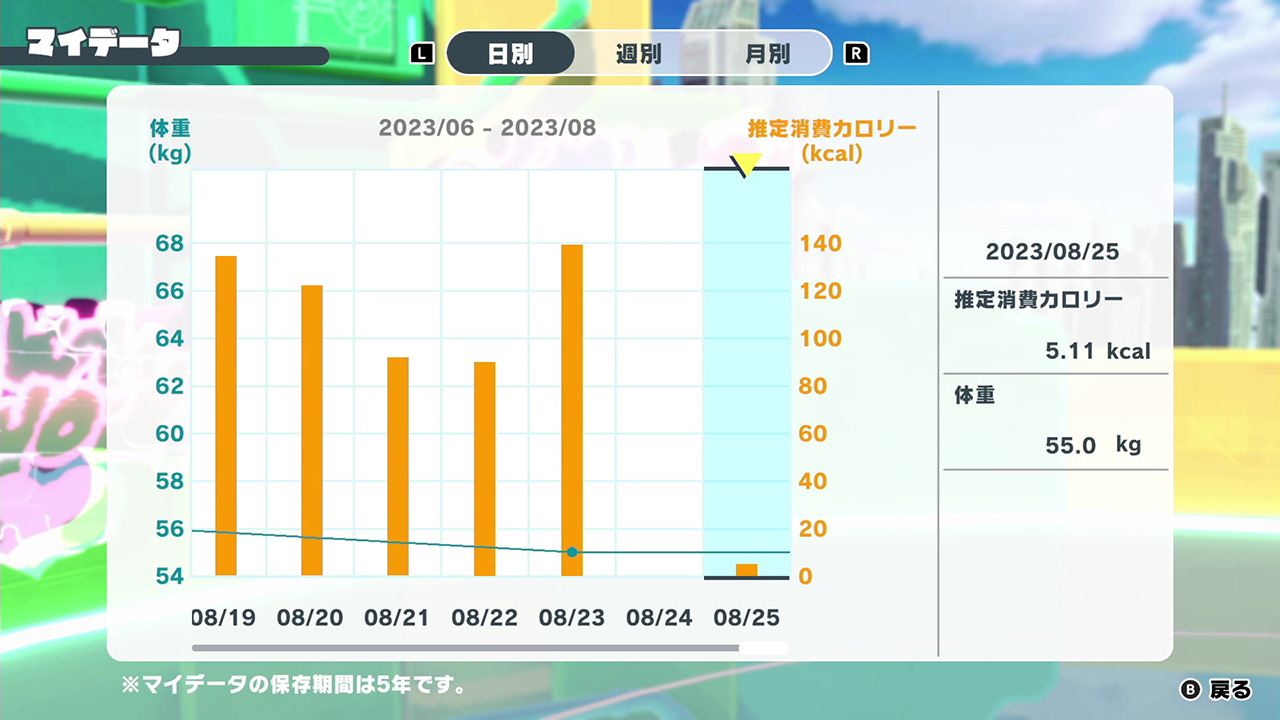 マイデータ
L 日別 週別 月別 R
体重
(kg)
2023/06 - 2023/08
推定消費カロリー
(kcal)
68
66
64
62
60
58
56
54
140
120
100
80
60
40
20
0
08/19 08/20 08/21 08/22 08/23 08/24 08/25
2023/08/25
推定消費カロリー
5.11 kcal
体重
55.0 kg
※マイデータの保存期間は5年です。
B 戻る